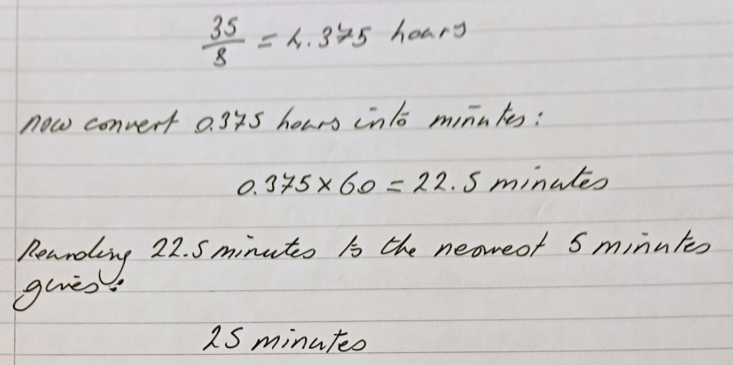 35/8 = 4.375 hours
now convert 0.375 hours into minutes:
0.375 × 60 = 22.5 minutes
Rounding 22.5 minutes to the nearest 5 minutes
gives:
25 minutes